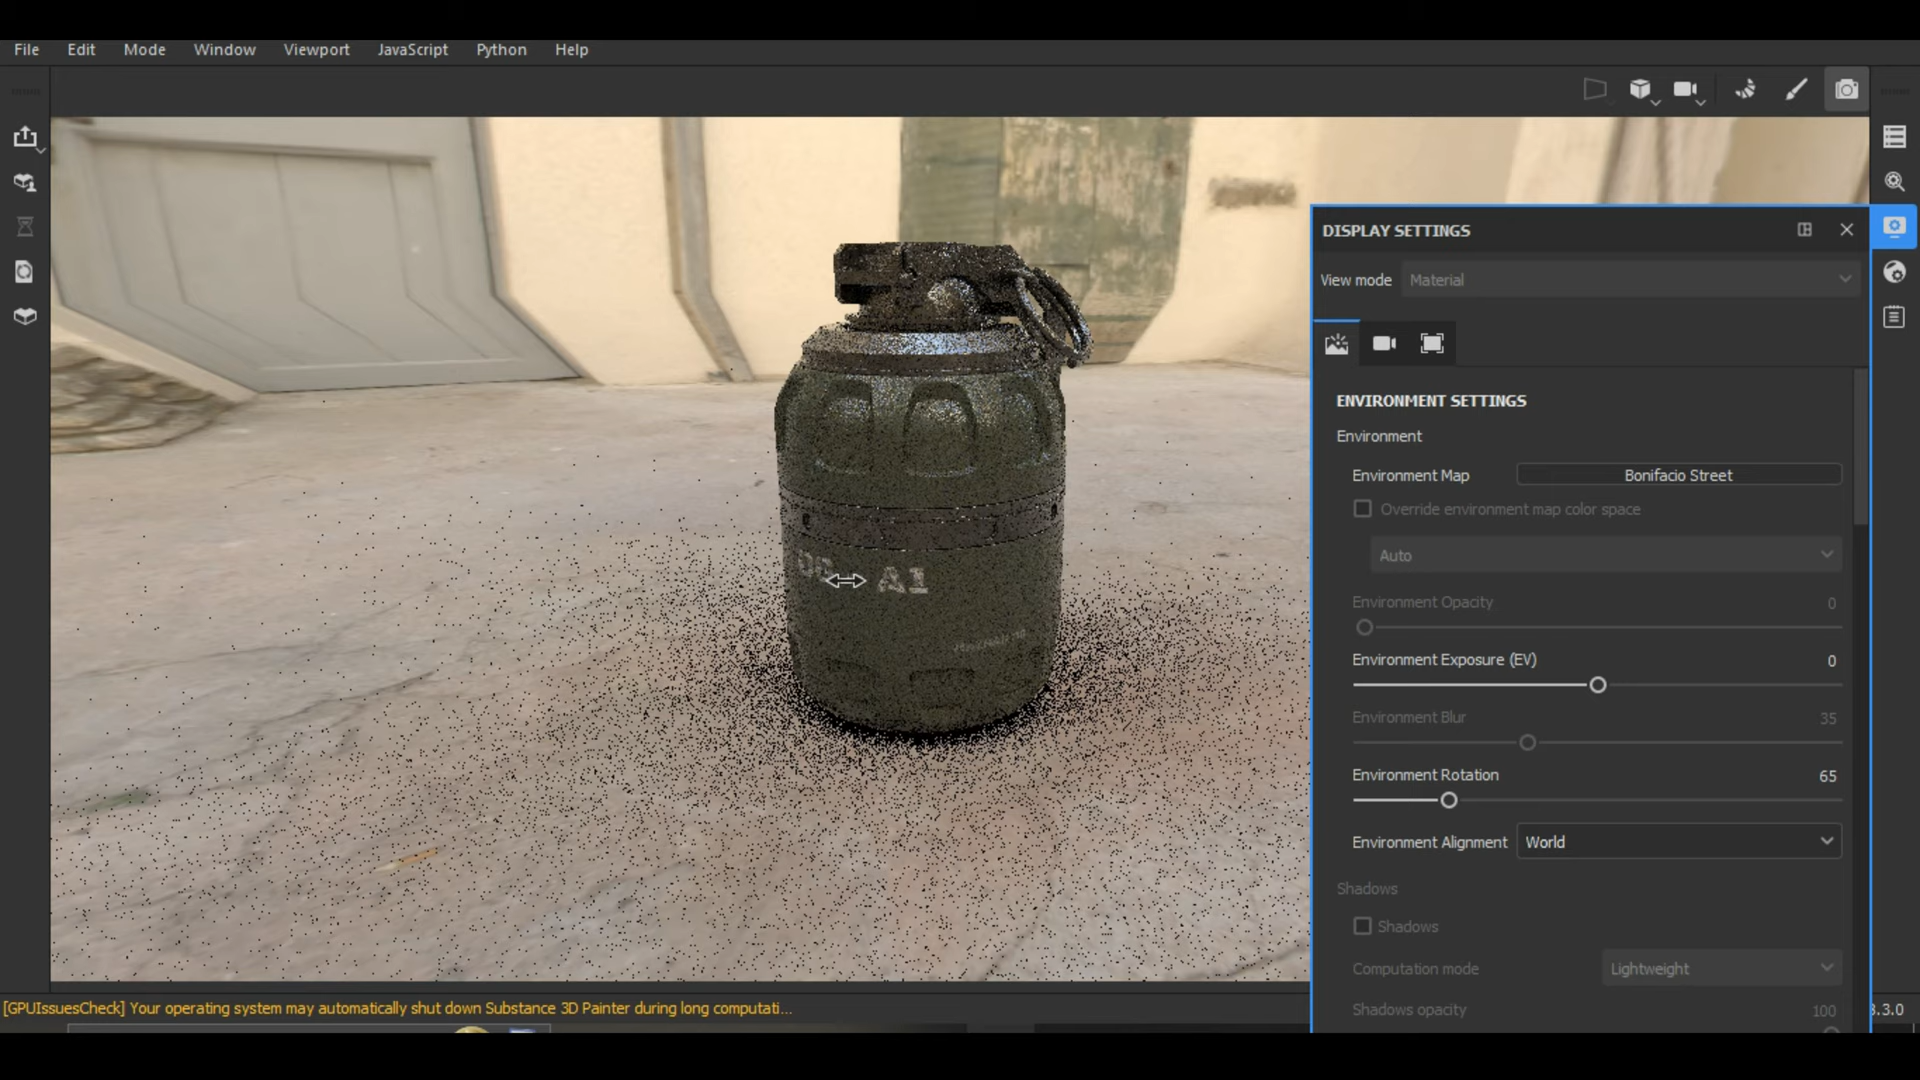 File Edit Mode Window Viewport JavaScript Python Help
DISPLAY SETTINGS
View mode Material
ENVIRONMENT SETTINGS
Environment
Environment Map Bonifacio Street
Override environment map color space
Auto
Environment Opacity 0
Environment Exposure (EV) 0
Environment Blur 35
Environment Rotation 65
Environment Alignment World
Shadows
Shadows
Computation mode Lightweight
Shadows opacity 100
A1
[GPUIssuesCheck] Your operating system may automatically shut down Substance 3D Painter during long computati...
3.3.0